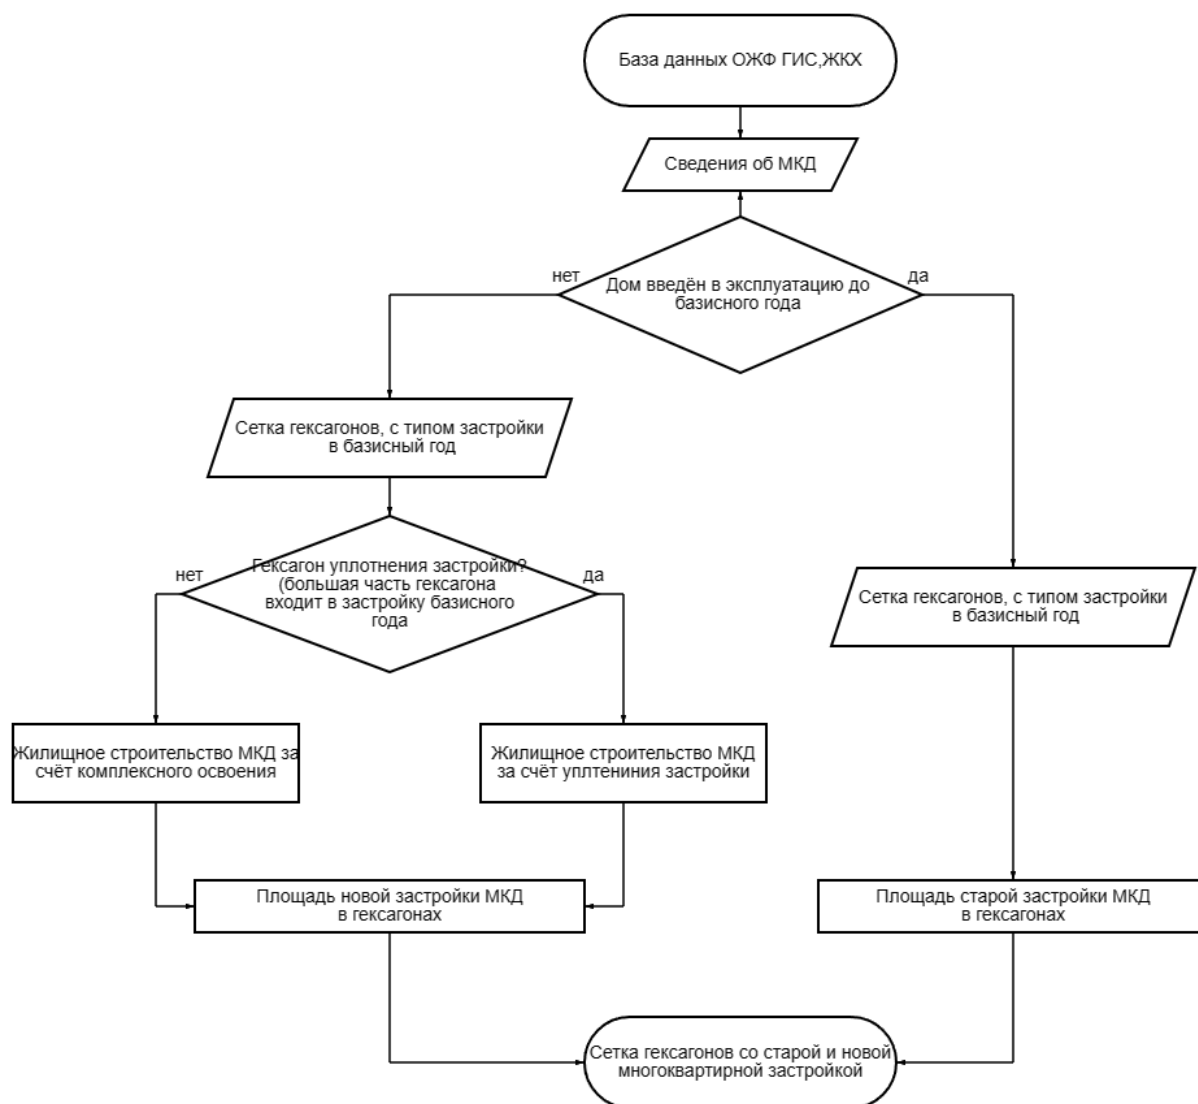 База данных ОЖФ ГИС,ЖКХ
Сведения об МКД
нет
да
Дом введён в эксплуатацию до
базисного года
Сетка гексагонов, с типом застройки
в базисный год
нет
да
Гексагон уплотнения застройки?
(большая часть гексагона
входит в застройку базисного
года
Сетка гексагонов, с типом застройки
в базисный год
Жилищное строительство МКД за
счёт комплексного освоения
Жилищное строительство МКД
за счёт уплтениния застройки
Площадь новой застройки МКД
в гексагонах
Площадь старой застройки МКД
в гексагонах
Сетка гексагонов со старой и новой
многоквартирной застройкой